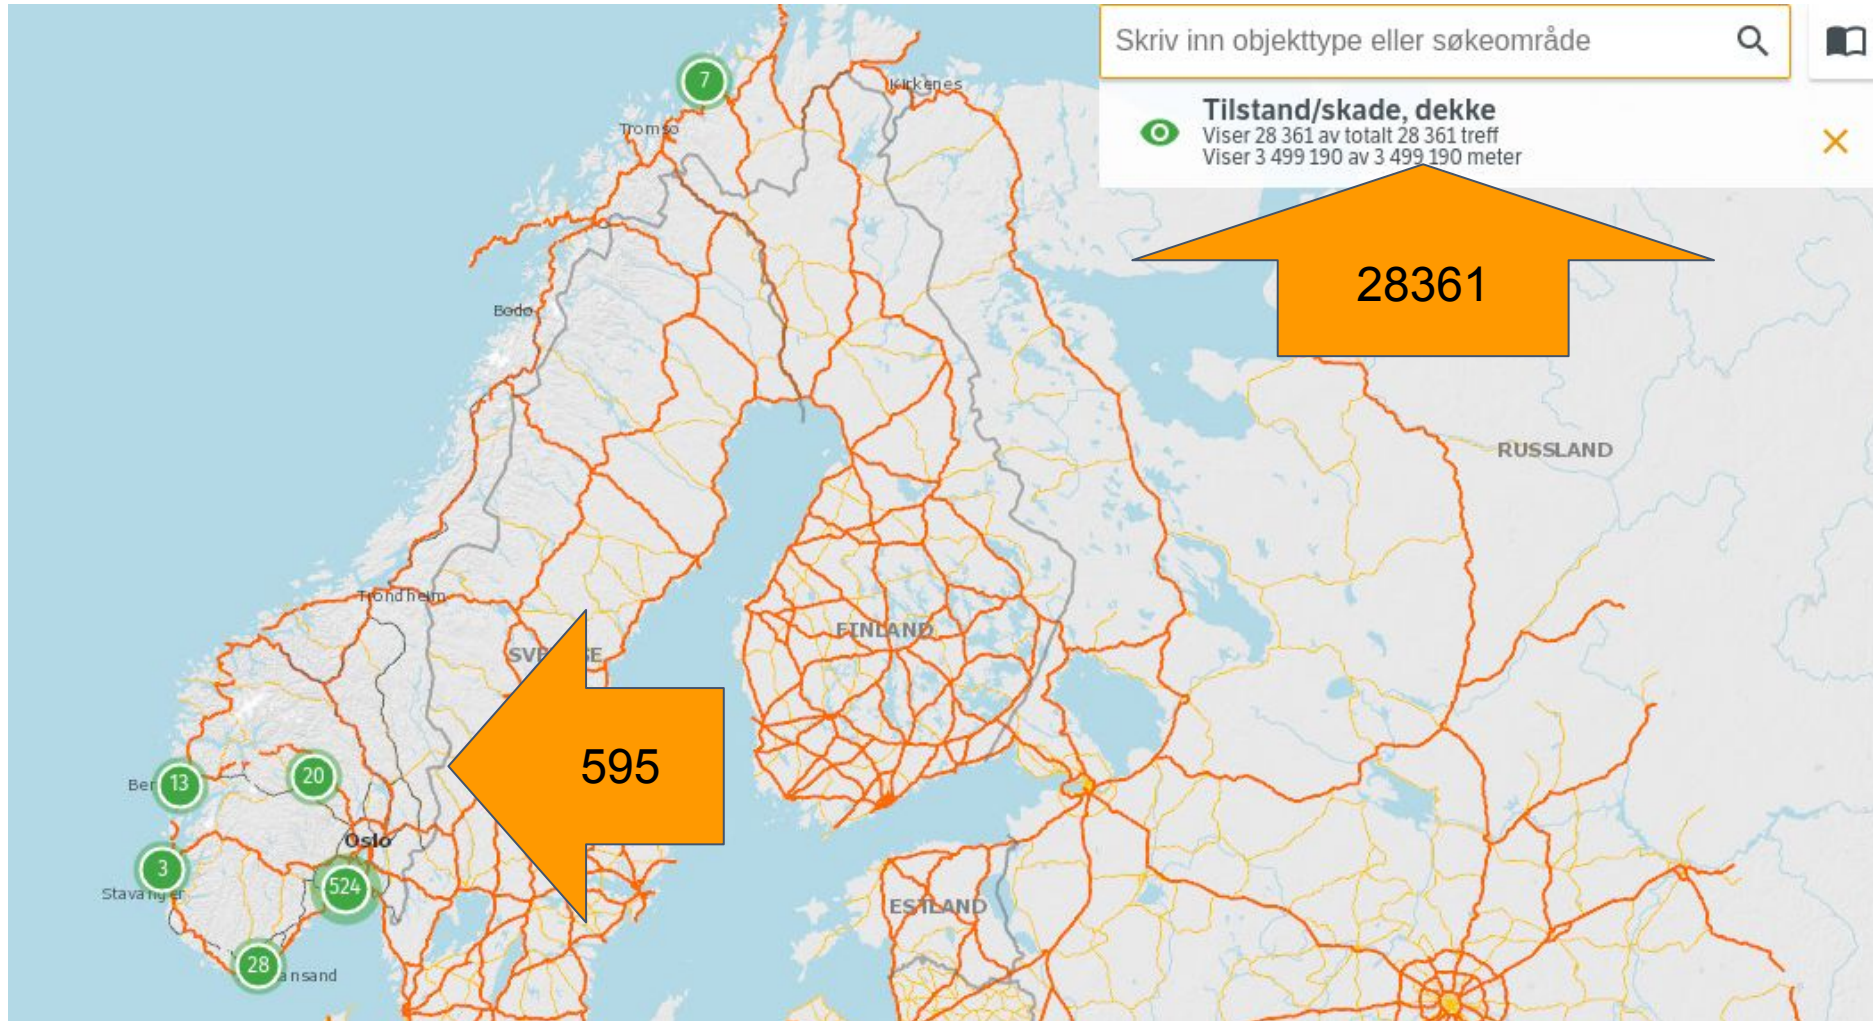 Skriv inn objekttype eller søkeområde
Tilstand/skade, dekke
Viser 28 361 av totalt 28 361 treff
Viser 3 499 190 av 3 499 190 meter
28361
7
Kirkenes
Tromsø
Bodø
RUSSLAND
Trondheim
FINLAND
595
20
13
Oslo
3
524
Stavanger
ESTLAND
28